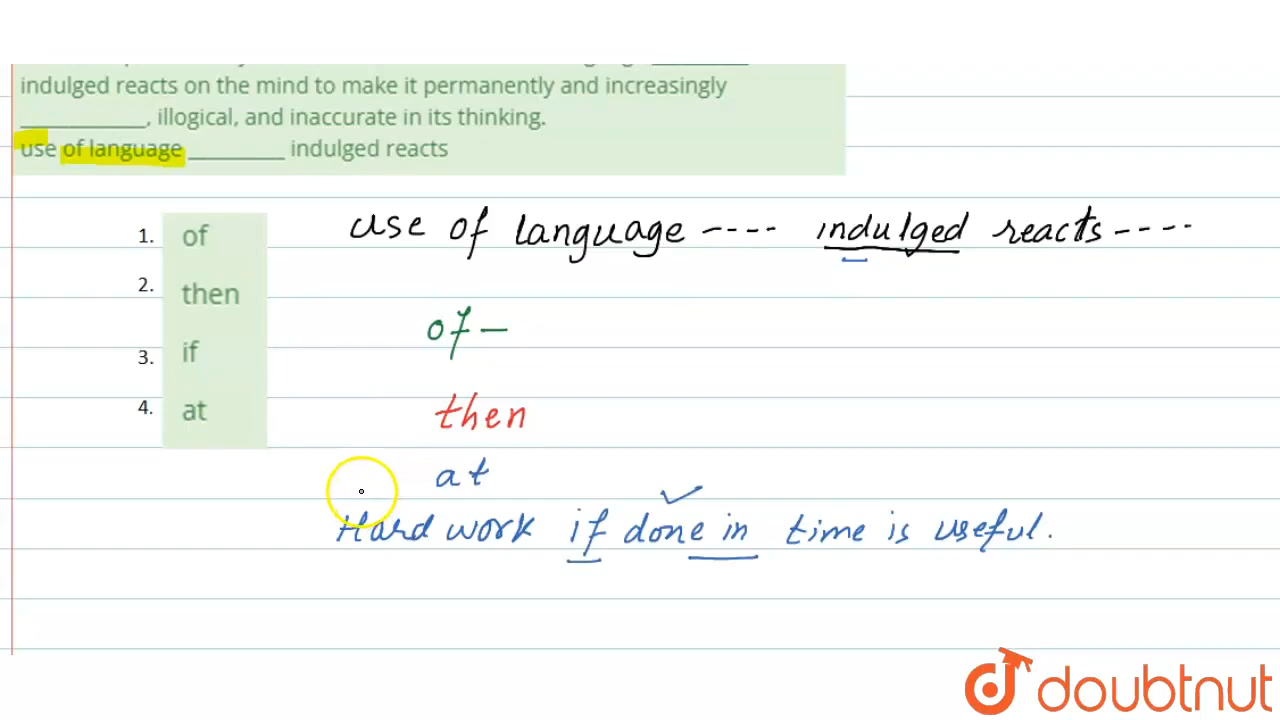 indulged reacts on the mind to make it permanently and increasingly
____________, illogical, and inaccurate in its thinking.
use of language _________ indulged reacts
1. of
2. then
3. if
4. at
use of language ---- indulged reacts ----
of –
then
at
Hard work if done in time is useful.
doubtnut